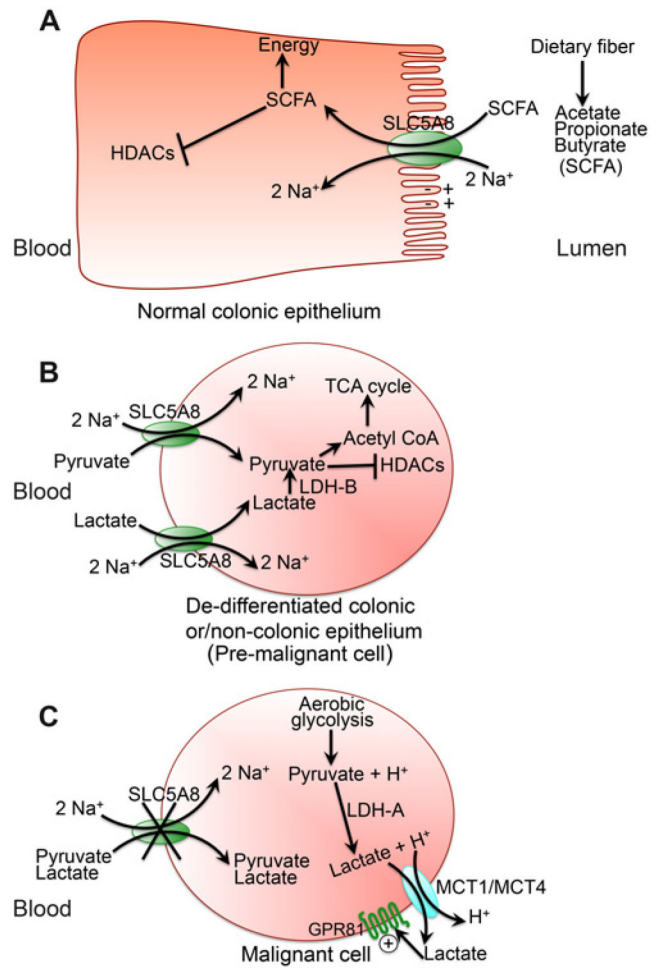 A
Energy
Dietary fiber
SCFA
SCFA
SLC5A8
Acetate
Propionate
Butyrate
(SCFA)
HDACs
2 Na⁺
2 Na⁺
- +
- +
Blood
Lumen
Normal colonic epithelium
B
2 Na⁺
TCA cycle
SLC5A8
2 Na⁺
Acetyl CoA
Pyruvate
Pyruvate
HDACs
Blood
LDH-B
Lactate
Lactate
2 Na⁺
SLC5A8
2 Na⁺
De-differentiated colonic
or/non-colonic epithelium
(Pre-malignant cell)
C
Aerobic
glycolysis
2 Na⁺
Pyruvate + H⁺
SLC5A8
2 Na⁺
LDH-A
Pyruvate
Lactate
Pyruvate
Lactate
Lactate + H⁺
MCT1/MCT4
Blood
GPR81
H⁺
+
Malignant cell
Lactate